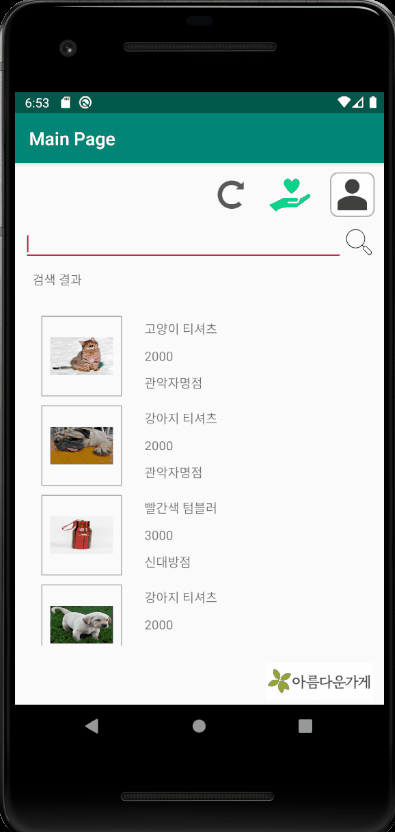 6:53
Main Page
검색 결과
고양이 티셔츠
2000
관악자명점
강아지 티셔츠
2000
관악자명점
빨간색 텀블러
3000
신대방점
강아지 티셔츠
2000
아름다운가게